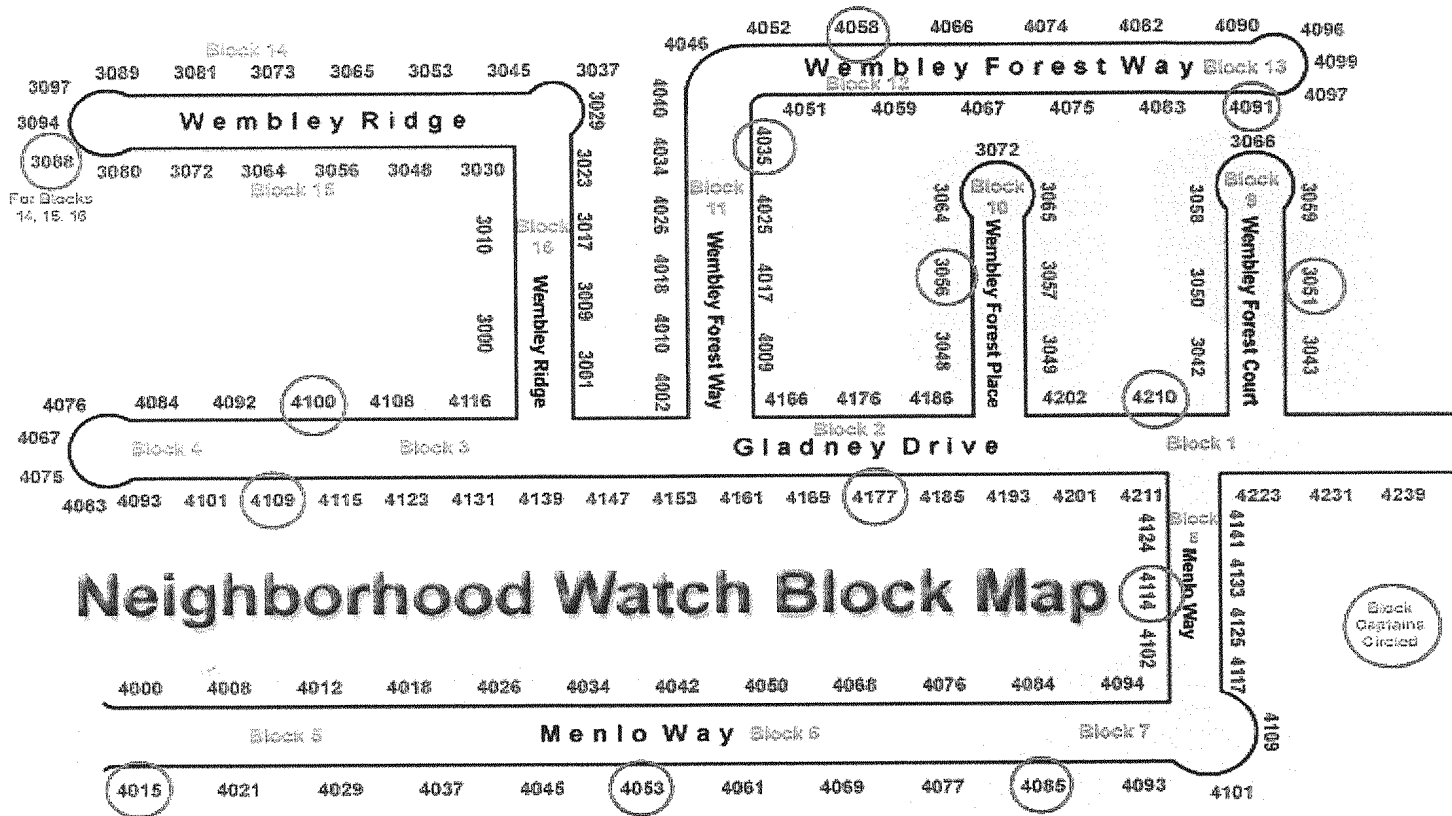 4052 4058 4066 4074 4082 4090 4096
4046
Block 14
3089 3081 3073 3065 3053 3045 3037
Wembley Forest Way Block 13
4099
3097
Block 12
4097
3094
Wembley Ridge
3029
4040
4051 4059 4067 4075 4083 4091
3088
3080 3072 3064 3056 3048 3030
Block 15
For Blocks
14, 15, 16
3023
3017
3009
3001
3010
3000
Block
16
Wembley Ridge
4034
4026
4018
4010
4002
Block
11
Wembley Forest Way
4035
4025
4017
4009
3072
3064
3056
3048
Block
10
Wembley Forest Place
3065
3057
3049
3066
3058
3050
3042
Block
9
Wembley Forest Court
3059
3051
3043
4076 4084 4092 4100 4108 4116
4166 4176 4186 4202 4210
4067
Block 4 Block 3
Block 2
Gladney Drive
Block 1
4075
4083 4093 4101 4109 4115 4123 4131 4139 4147 4153 4161 4169 4177 4185 4193 4201 4211
4223 4231 4239
4124
4114
4102
Block
8
Menlo Way
4141
4133
4125
4117
Neighborhood Watch Block Map
Block
Captains
Circled
4000 4008 4012 4018 4026 4034 4042 4050 4068 4076 4084 4094
Block 5 Menlo Way Block 6 Block 7
4109
4015 4021 4029 4037 4045 4053 4061 4069 4077 4085 4093 4101